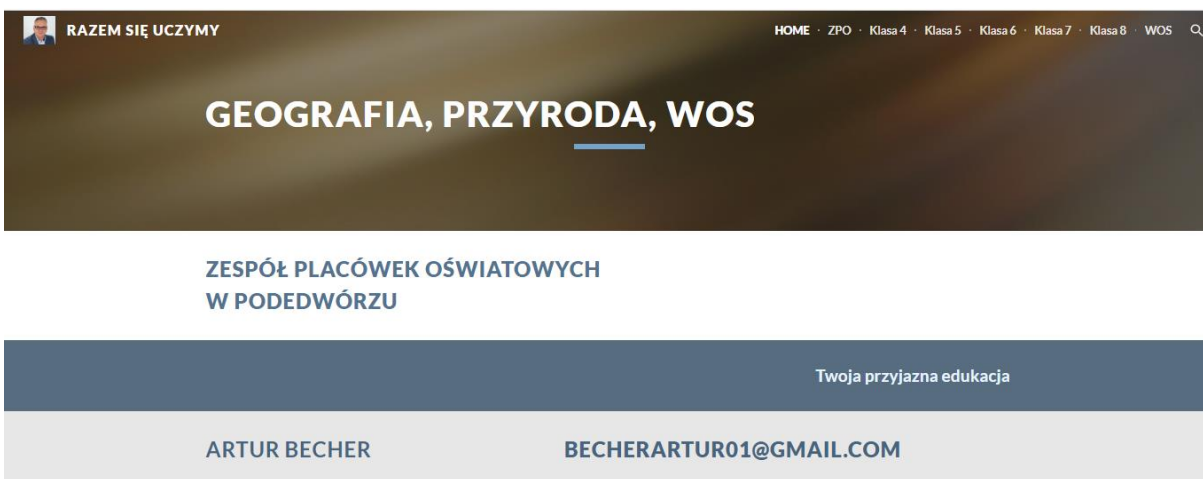 RAZEM SIĘ UCZYMY
HOME · ZPO · Klasa 4 · Klasa 5 · Klasa 6 · Klasa 7 · Klasa 8 · WOS
GEOGRAFIA, PRZYRODA, WOS
ZESPÓŁ PLACÓWEK OŚWIATOWYCH
W PODEDWÓRZU
Twoja przyjazna edukacja
ARTUR BECHER
BECHERARTUR01@GMAIL.COM